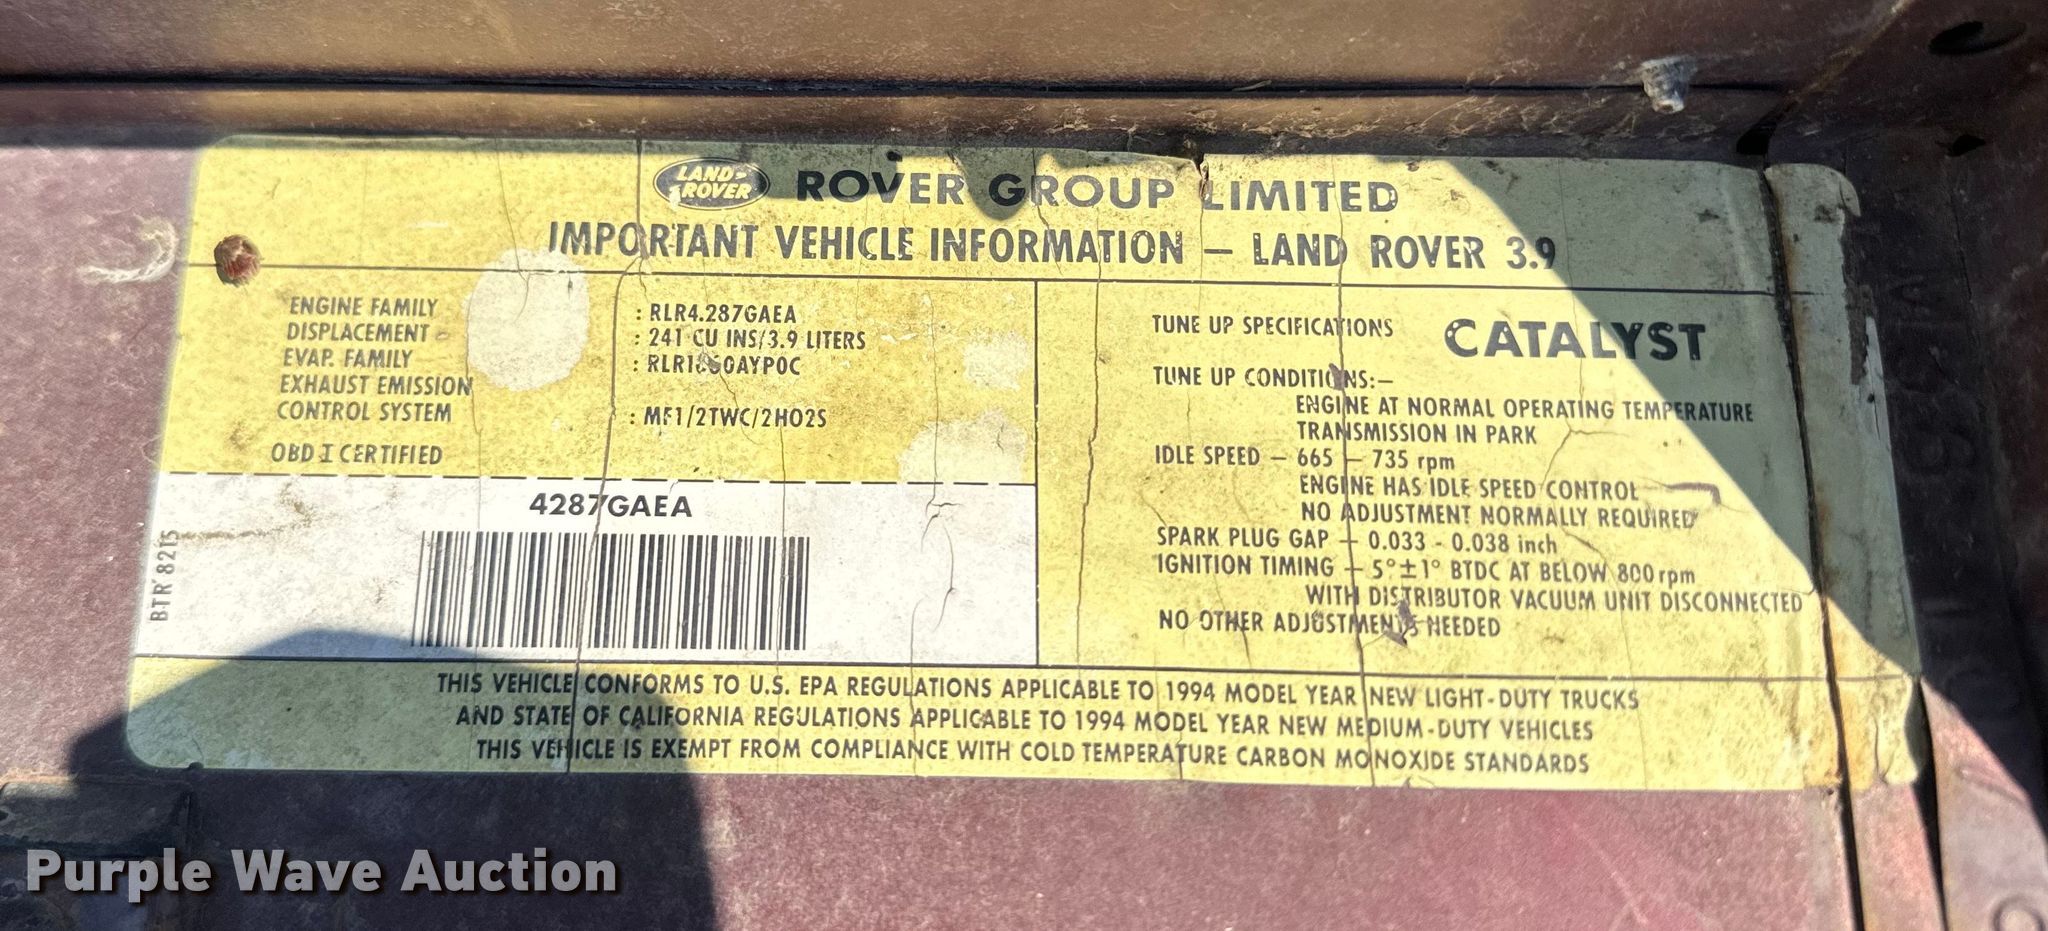 LAND-
ROVER
ROVER GROUP LIMITED
IMPORTANT VEHICLE INFORMATION — LAND ROVER 3.9
ENGINE FAMILY : RLR4.287GAEA
DISPLACEMENT : 241 CU INS/3.9 LITERS
EVAP. FAMILY
EXHAUST EMISSION
CONTROL SYSTEM : MF1/2TWC/2HO2S
OBD I CERTIFIED
4287GAEA
BTR 8215
TUNE UP SPECIFICATIONS CATALYST
TUNE UP CONDITIONS:—
ENGINE AT NORMAL OPERATING TEMPERATURE
TRANSMISSION IN PARK
IDLE SPEED — 665 — 735 rpm
ENGINE HAS IDLE SPEED CONTROL
NO ADJUSTMENT NORMALLY REQUIRED
SPARK PLUG GAP — 0.033 - 0.038 inch
IGNITION TIMING — 5°±1° BTDC AT BELOW 800 rpm
WITH DISTRIBUTOR VACUUM UNIT DISCONNECTED
NO OTHER ADJUSTMENTS NEEDED
THIS VEHICLE CONFORMS TO U.S. EPA REGULATIONS APPLICABLE TO 1994 MODEL YEAR NEW LIGHT-DUTY TRUCKS
AND STATE OF CALIFORNIA REGULATIONS APPLICABLE TO 1994 MODEL YEAR NEW MEDIUM-DUTY VEHICLES
THIS VEHICLE IS EXEMPT FROM COMPLIANCE WITH COLD TEMPERATURE CARBON MONOXIDE STANDARDS
Purple Wave Auction